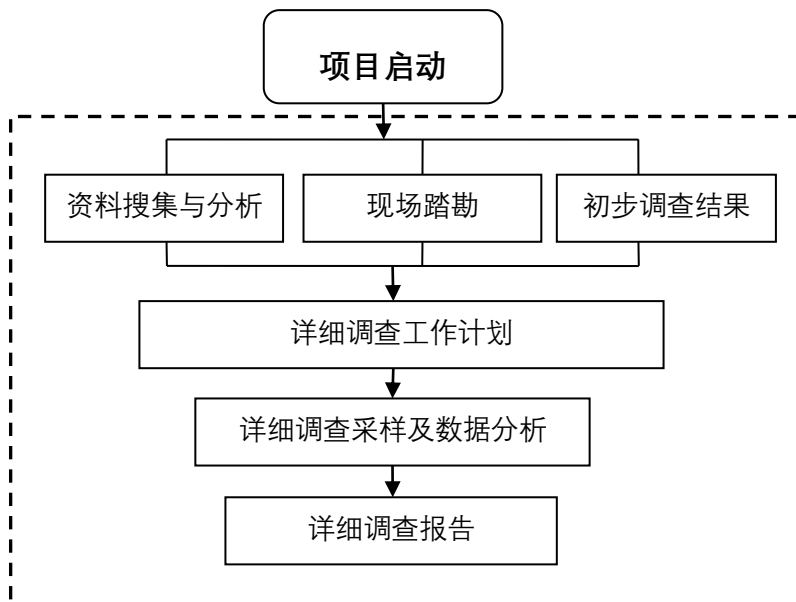 项目启动
资料搜集与分析
现场踏勘
初步调查结果
详细调查工作计划
详细调查采样及数据分析
详细调查报告